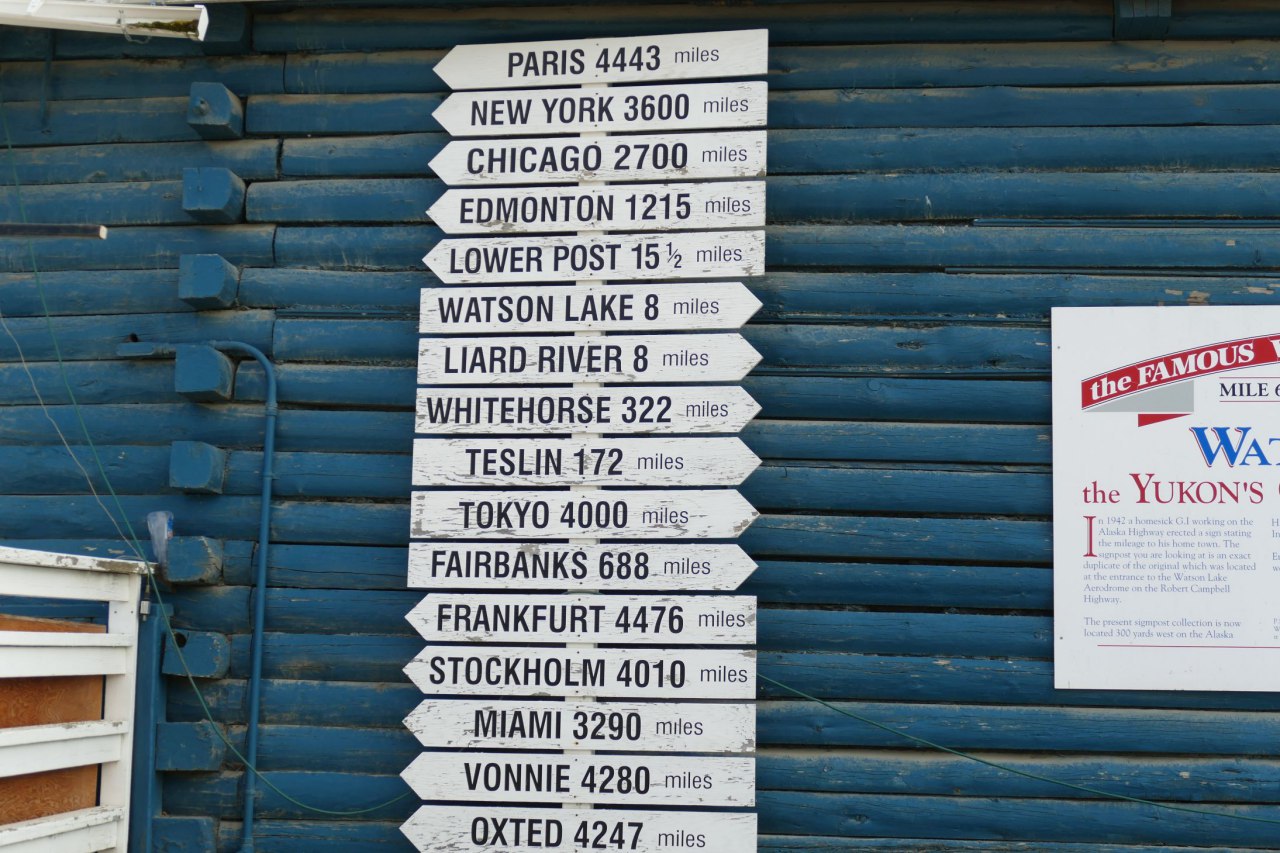 PARIS 4443 miles
NEW YORK 3600 miles
CHICAGO 2700 miles
EDMONTON 1215 miles
LOWER POST 15 ½ miles
WATSON LAKE 8 miles
LIARD RIVER 8 miles
WHITEHORSE 322 miles
TESLIN 172 miles
TOKYO 4000 miles
FAIRBANKS 688 miles
FRANKFURT 4476 miles
STOCKHOLM 4010 miles
MIAMI 3290 miles
VONNIE 4280 miles
OXTED 4247 miles
the FAMOUS
MILE 6
WAT
the YUKON'S
In 1942 a homesick G.I working on the
Alaska Highway erected a sign stating
the mileage to his home town. The
signpost you are looking at is an exact
duplicate of the original which was located
at the entrance to the Watson Lake
Aerodrome on the Robert Campbell
Highway.
The present signpost collection is now
located 300 yards west on the Alaska